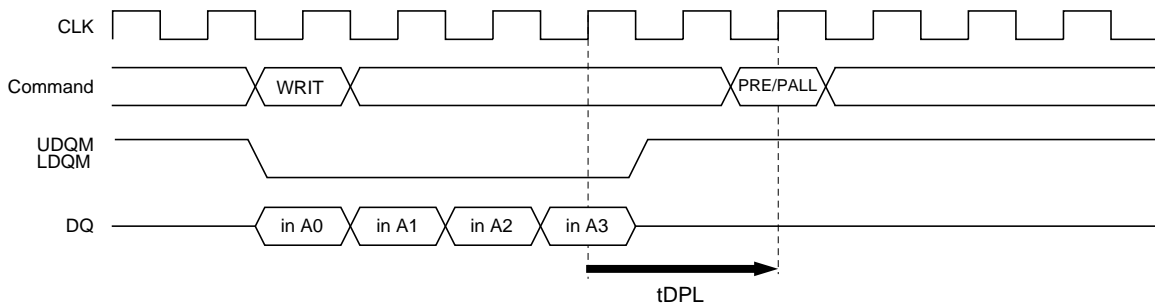 CLK
Command
WRIT
PRE/PALL
UDQM
LDQM
DQ
in A0
in A1
in A2
in A3
tDPL